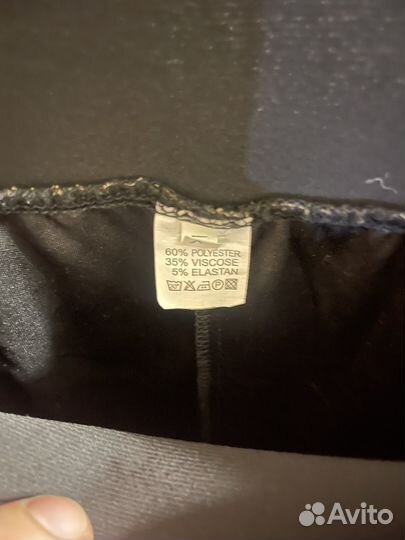 60% POLYESTER
35% VISCOSE
5% ELASTAN
Avito